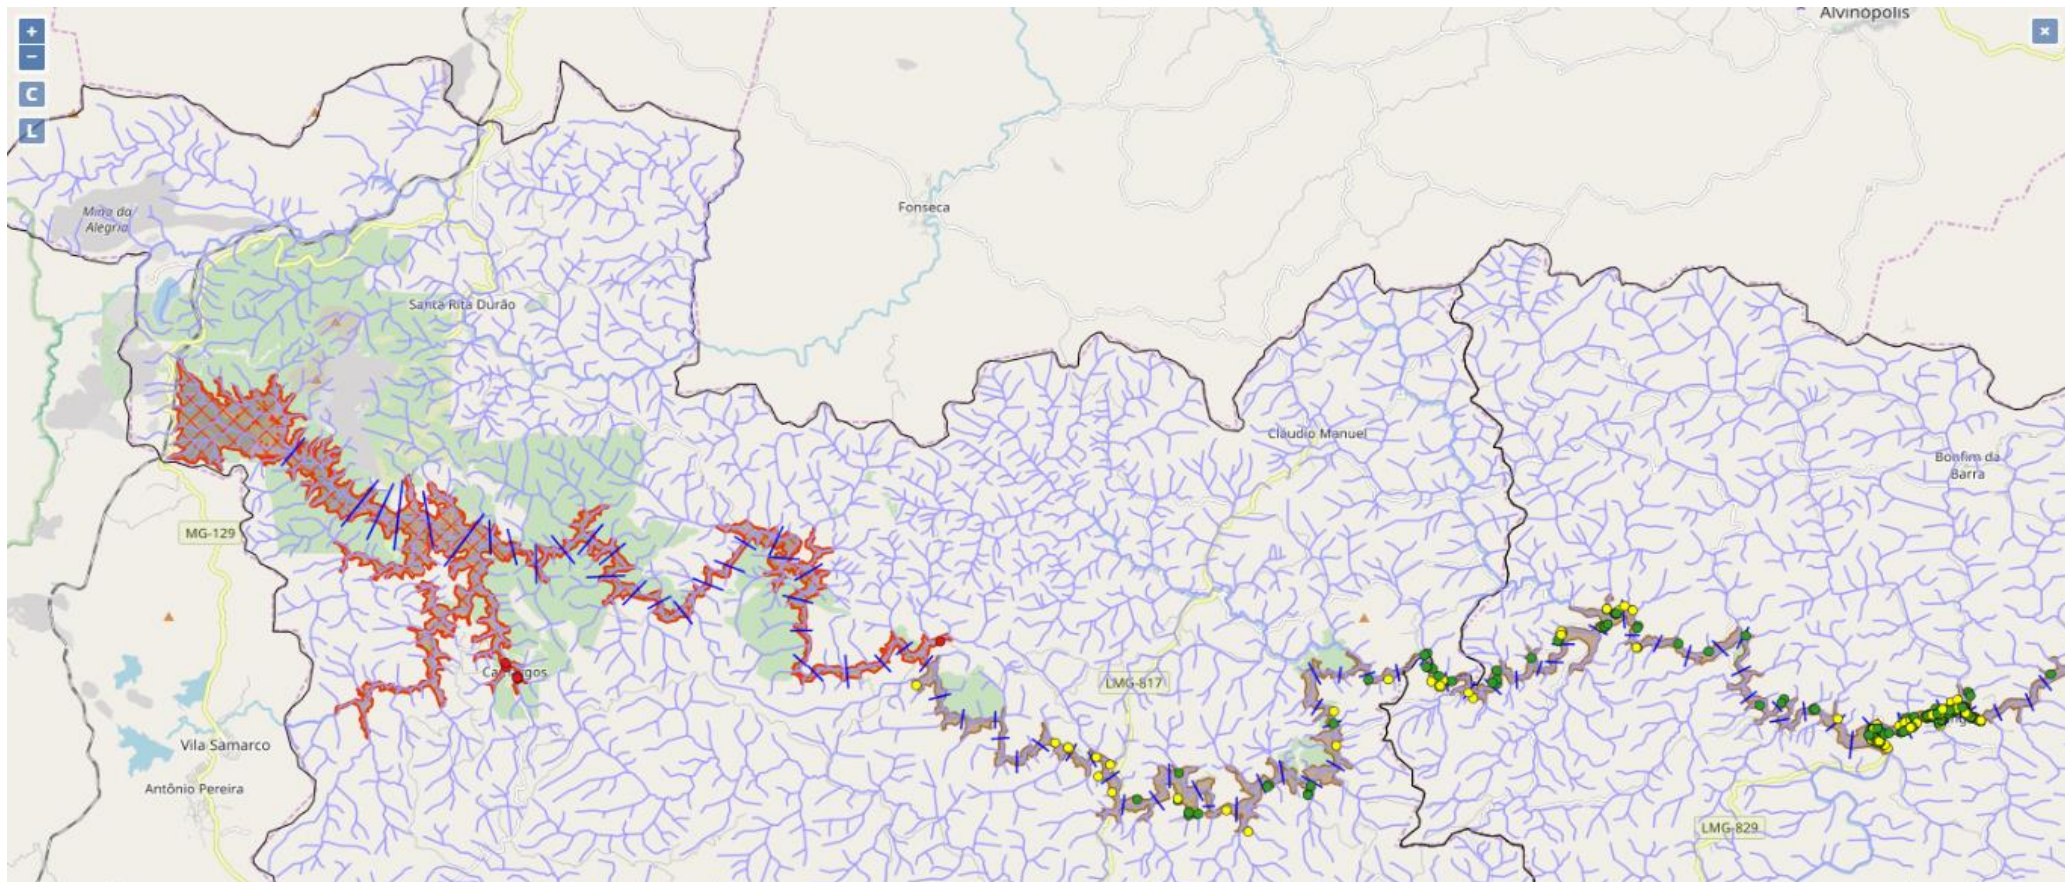 Alvinópolis
+
−
C
L
×
Mina da
Alegria
Fonseca
Santa Rita Durão
Cláudio Manuel
Bonfim da
Barra
MG-129
Camargos
LMG-817
Vila Samarco
Antônio Pereira
LMG-829